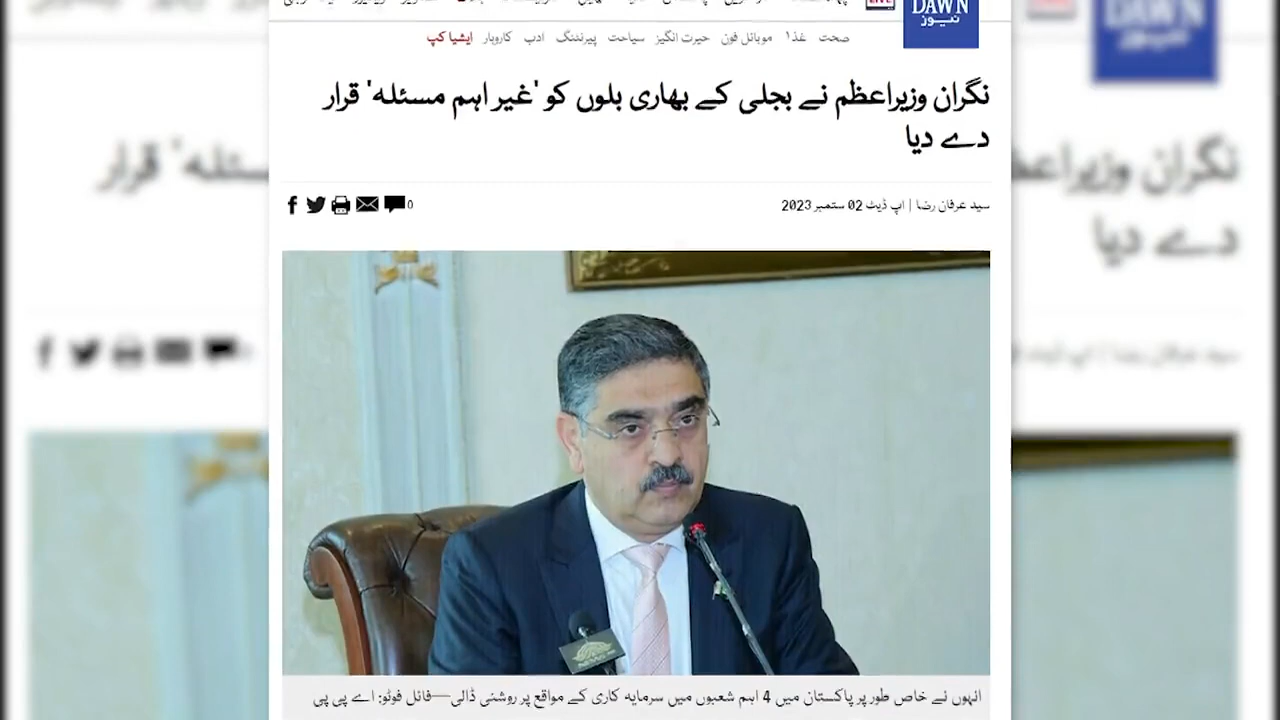 LIVE
DAWN
نیوز
صحت غذا موبائل فون حیرت انگیز سیاحت پیرنٹنگ ادب کاروبار ایشیا کپ
نگران وزیراعظم نے بجلی کے بھاری بلوں کو 'غیر اہم مسئلہ' قرار
دے دیا
سید عرفان رضا | اپ ڈیٹ 02 ستمبر 2023
0
انہوں نے خاص طور پر پاکستان میں 4 اہم شعبوں میں سرمایہ کاری کے مواقع پر روشنی ڈالی—فائل فوٹو: اے پی پی